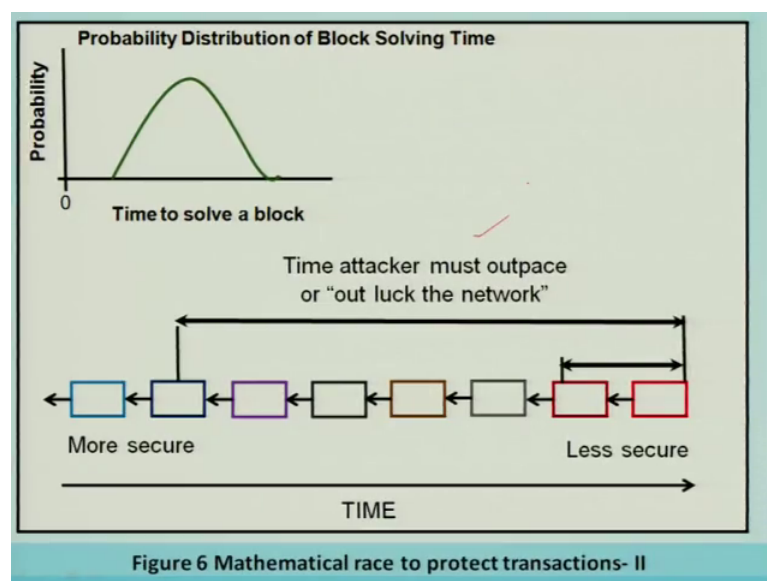 Probability Distribution of Block Solving Time
Probability
0
Time to solve a block
Time attacker must outpace
or “out luck the network”
More secure
Less secure
TIME
Figure 6 Mathematical race to protect transactions- II